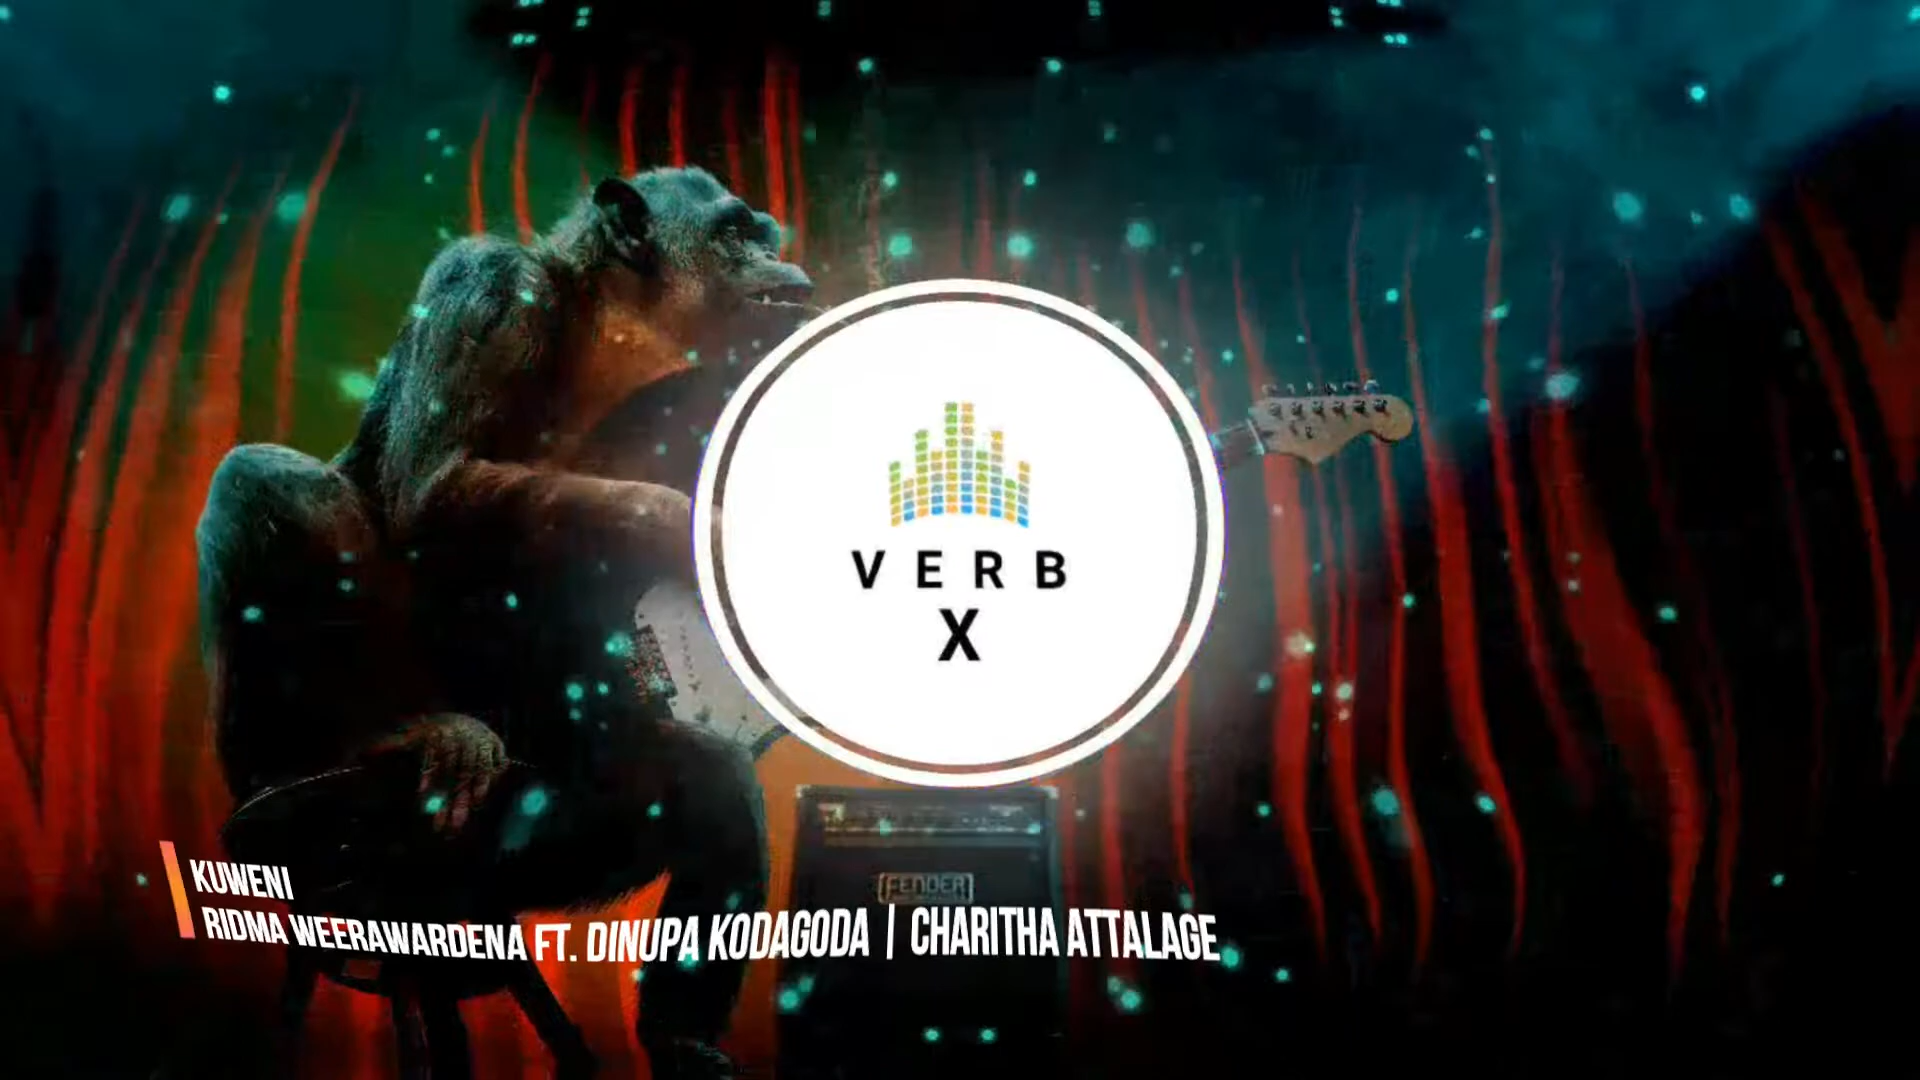 VERB
X
FENDER
KUWENI
RIDMA WEERAWARDENA FT. DINUPA KODAGODA | CHARITHA ATTALAGE